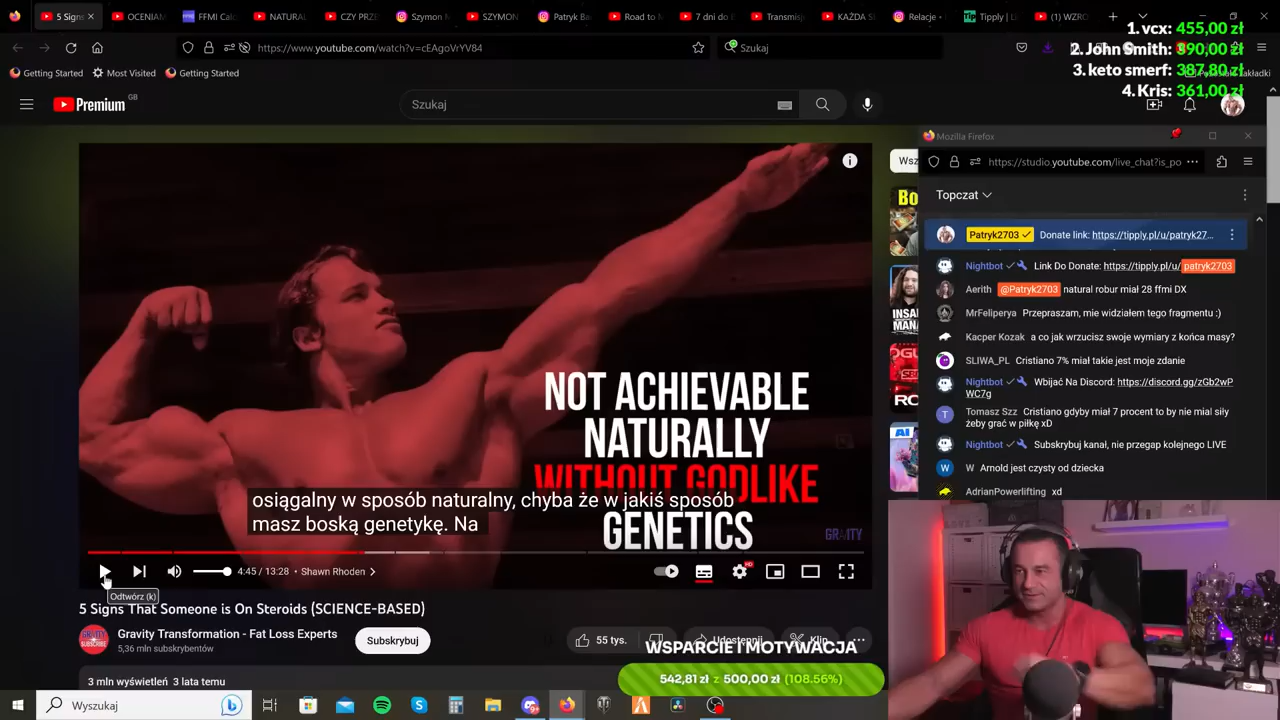 5 Signs
OCENIAM
FFMI Calc
NATURAL
CZY PRZE
Szymon M
SZYMON
Patryk Ba
Road to M
7 dni do
Transmis
KAŻDA
Relacje -
Tipply | Li
(1) WZRO
1. vcx: 455,00 zł
2. John Smith: 390,00 zł
3. keto smerf: 387,80 zł
4. Kris: 361,00 zł
https://www.youtube.com/watch?v=cEAgoVrYV84
Szukaj
Getting Started
Most Visited
Getting Started
Premium GB
Szukaj
Mozilla Firefox
https://studio.youtube.com/live_chat?is_po
Topczat
Patryk2703 Donate link: https://tipply.pl/u/patryk27...
Nightbot Link Do Donate: https://tipply.pl/u/patryk2703
Aerith @Patryk2703 natural robur miał 28 ffmi DX
MrFeliperya Przepraszam, mie widziałem tego fragmentu :)
Kacper Kozak a co jak wrzucisz swoje wymiary z końca masy?
SLIWA_PL Cristiano 7% miał takie jest moje zdanie
Nightbot Wbijać Na Discord: https://discord.gg/zGb2wP
WC7g
Tomasz Szz Cristiano gdyby miał 7 procent to by nie mial siły
żeby grać w piłkę xD
Nightbot Subskrybuj kanał, nie przegap kolejnego LIVE
W Arnold jest czysty od dziecka
AdrianPowerlifting xd
Wsz
NOT ACHIEVABLE
NATURALLY
WITHOUT GODLIKE
GENETICS
osiągalny w sposób naturalny, chyba że w jakiś sposób
masz boską genetykę. Na
GRAVITY
4:45 / 13:28 • Shawn Rhoden
HD
Odtwórz (k)
5 Signs That Someone is On Steroids (SCIENCE-BASED)
Gravity Transformation - Fat Loss Experts
5,36 mln subskrybentów
Subskrybuj
55 tys.
Udostępnij
Klip
WSPARCIE I MOTYWACJA
542,81 zł z 500,00 zł (108.56%)
3 mln wyświetleń 3 lata temu
Wyszukaj